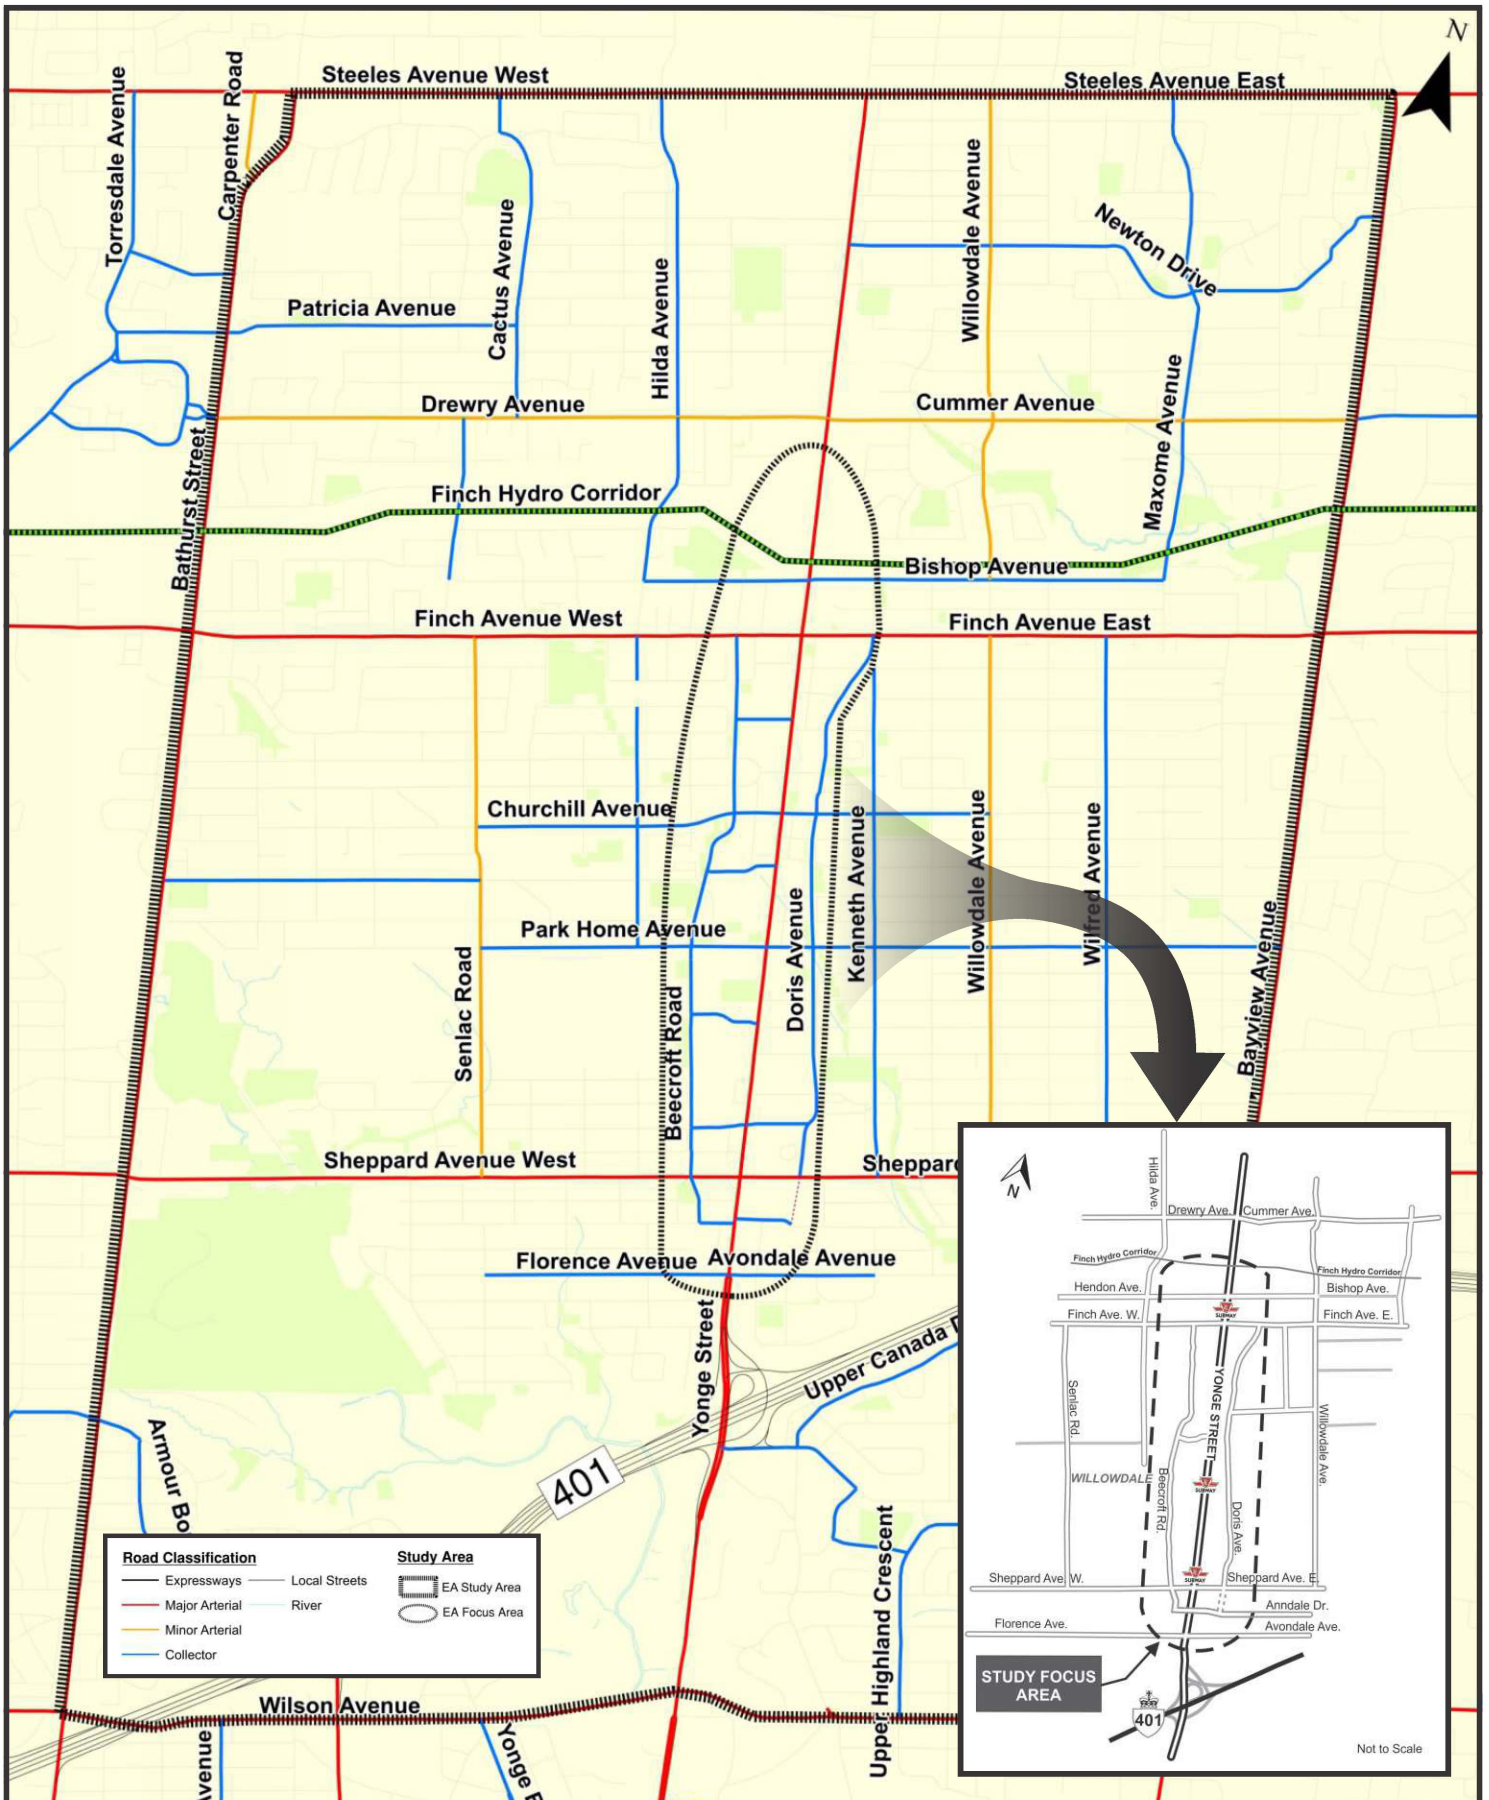 N
Steeles Avenue West
Steeles Avenue East
Torresdale Avenue
Carpenter Road
Cactus Avenue
Hilda Avenue
Willowdale Avenue
Newton Drive
Patricia Avenue
Maxome Avenue
Drewry Avenue
Cummer Avenue
Bathurst Street
Finch Hydro Corridor
Bishop Avenue
Finch Avenue West
Finch Avenue East
Churchill Avenue
Kenneth Avenue
Willowdale Avenue
Wilfred Avenue
Park Home Avenue
Doris Avenue
Senlac Road
Beecroft Road
Bayview Avenue
Sheppard Avenue West
Sheppard
Florence Avenue
Avondale Avenue
Yonge Street
Upper Canada
401
Armour Bo
Upper Highland Crescent
Wilson Avenue
venue
Yonge
Road Classification
Expressways
Local Streets
Major Arterial
River
Minor Arterial
Collector
Study Area
EA Study Area
EA Focus Area
N
Hilda Ave.
Drewry Ave.
Cummer Ave.
Finch Hydro Corridor
Finch Hydro Corridor
Hendon Ave.
Bishop Ave.
SUBWAY
Finch Ave. W.
Finch Ave. E.
YONGE STREET
Senlac Rd.
Willowdale Ave.
WILLOWDALE
Beecroft Rd.
SUBWAY
Doris Ave.
SUBWAY
Sheppard Ave. W.
Sheppard Ave. E.
Anndale Dr.
Florence Ave.
Avondale Ave.
STUDY FOCUS
AREA
401
Not to Scale